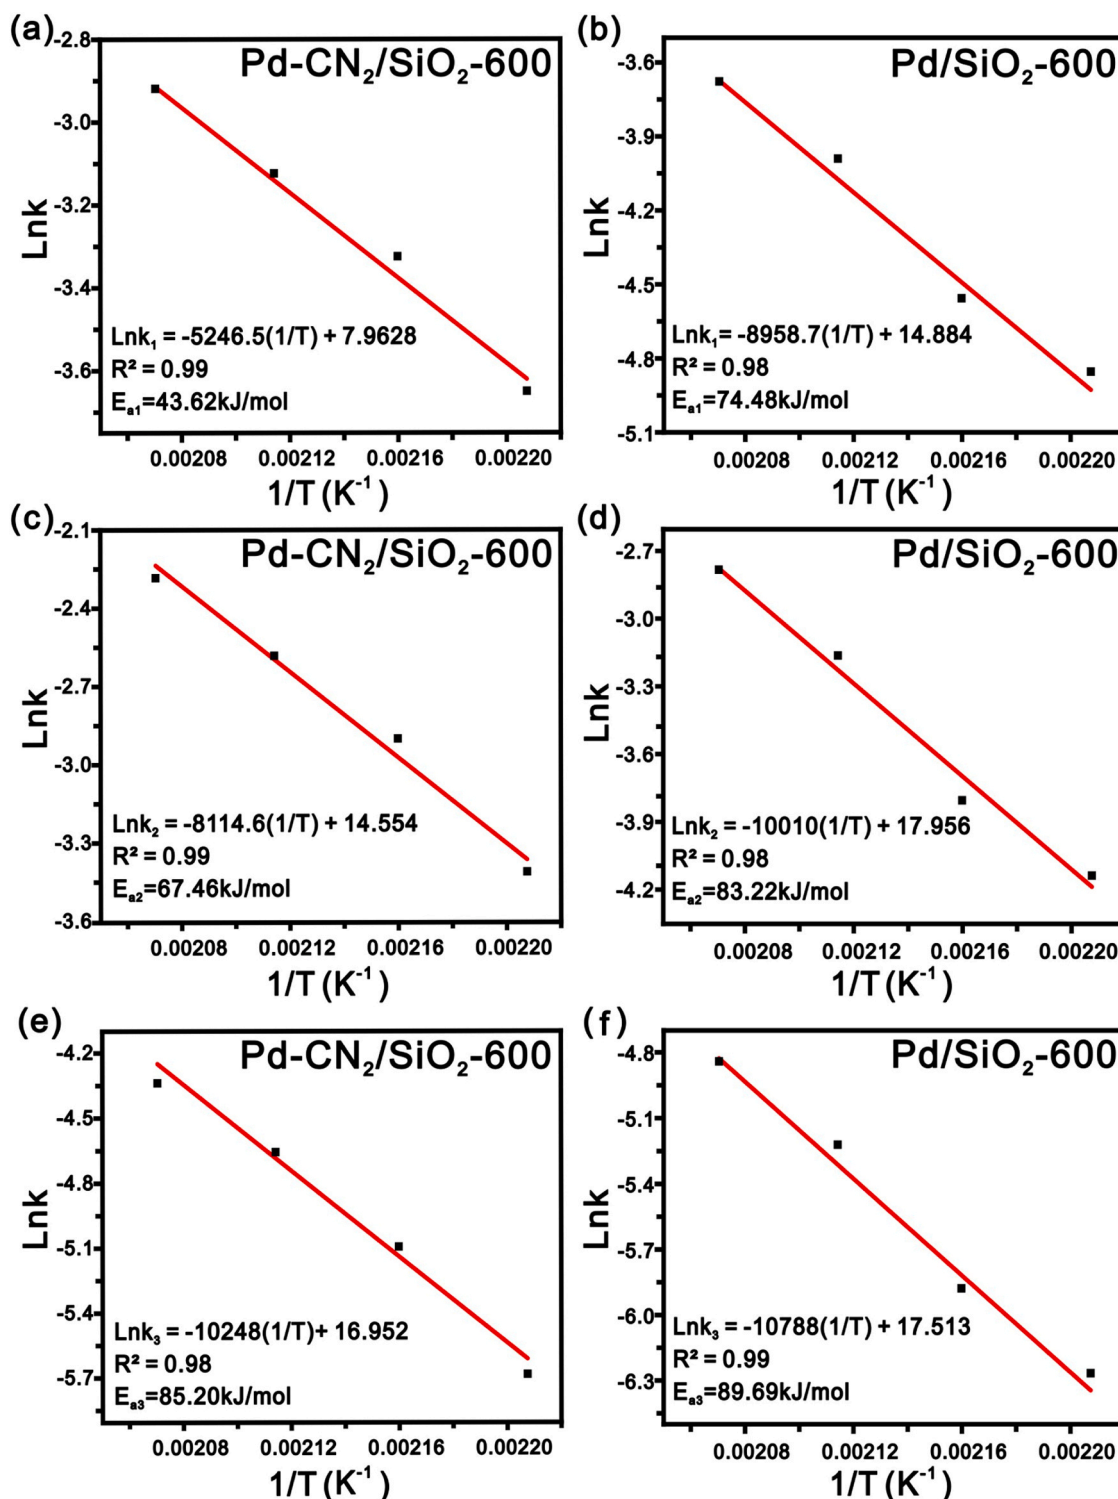 (a)
Pd-CN₂/SiO₂-600
-2.8
-3.0
-3.2
-3.4
-3.6
Lnk
Lnk₁ = -5246.5(1/T) + 7.9628
R² = 0.99
Eₐ₁=43.62kJ/mol
0.00208 0.00212 0.00216 0.00220
1/T (K⁻¹)
(b)
Pd/SiO₂-600
-3.6
-3.9
-4.2
-4.5
-4.8
-5.1
Lnk
Lnk₁ = -8958.7(1/T) + 14.884
R² = 0.98
Eₐ₁=74.48kJ/mol
0.00208 0.00212 0.00216 0.00220
1/T (K⁻¹)
(c)
Pd-CN₂/SiO₂-600
-2.1
-2.4
-2.7
-3.0
-3.3
-3.6
Lnk
Lnk₂ = -8114.6(1/T) + 14.554
R² = 0.99
Eₐ₂=67.46kJ/mol
0.00208 0.00212 0.00216 0.00220
1/T (K⁻¹)
(d)
Pd/SiO₂-600
-2.7
-3.0
-3.3
-3.6
-3.9
-4.2
Lnk
Lnk₂ = -10010(1/T) + 17.956
R² = 0.98
Eₐ₂=83.22kJ/mol
0.00208 0.00212 0.00216 0.00220
1/T (K⁻¹)
(e)
Pd-CN₂/SiO₂-600
-4.2
-4.5
-4.8
-5.1
-5.4
-5.7
Lnk
Lnk₃ = -10248(1/T)+ 16.952
R² = 0.98
Eₐ₃=85.20kJ/mol
0.00208 0.00212 0.00216 0.00220
1/T (K⁻¹)
(f)
Pd/SiO₂-600
-4.8
-5.1
-5.4
-5.7
-6.0
-6.3
Lnk
Lnk₃ = -10788(1/T) + 17.513
R² = 0.99
Eₐ₃=89.69kJ/mol
0.00208 0.00212 0.00216 0.00220
1/T (K⁻¹)